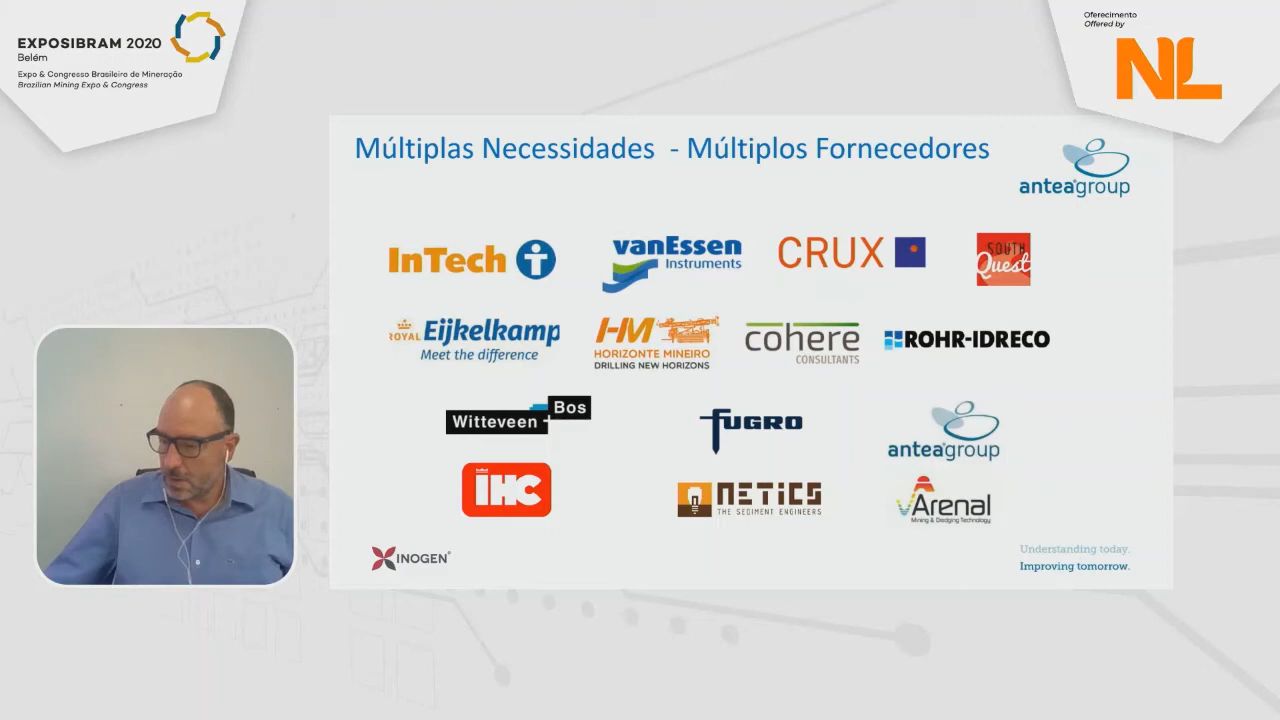 EXPOSIBRAM 2020
Belém
Expo & Congresso Brasileiro de Mineração
Brazilian Mining Expo & Congress
Oferecimento
Offered by
NL
Múltiplas Necessidades - Múltiplos Fornecedores
anteagroup
InTech
vanEssen
Instruments
CRUX
SOUTH
Quest
ROYAL Eijkelkamp
Meet the difference
HM
HORIZONTE MINEIRO
DRILLING NEW HORIZONS
cohere
CONSULTANTS
ROHR-IDRECO
Witteveen + Bos
FUGRO
anteagroup
IHC
NETICS
THE SEDIMENT ENGINEERS
vArenal
Mining & Dredging Technology
INOGEN®
Understanding today.
Improving tomorrow.